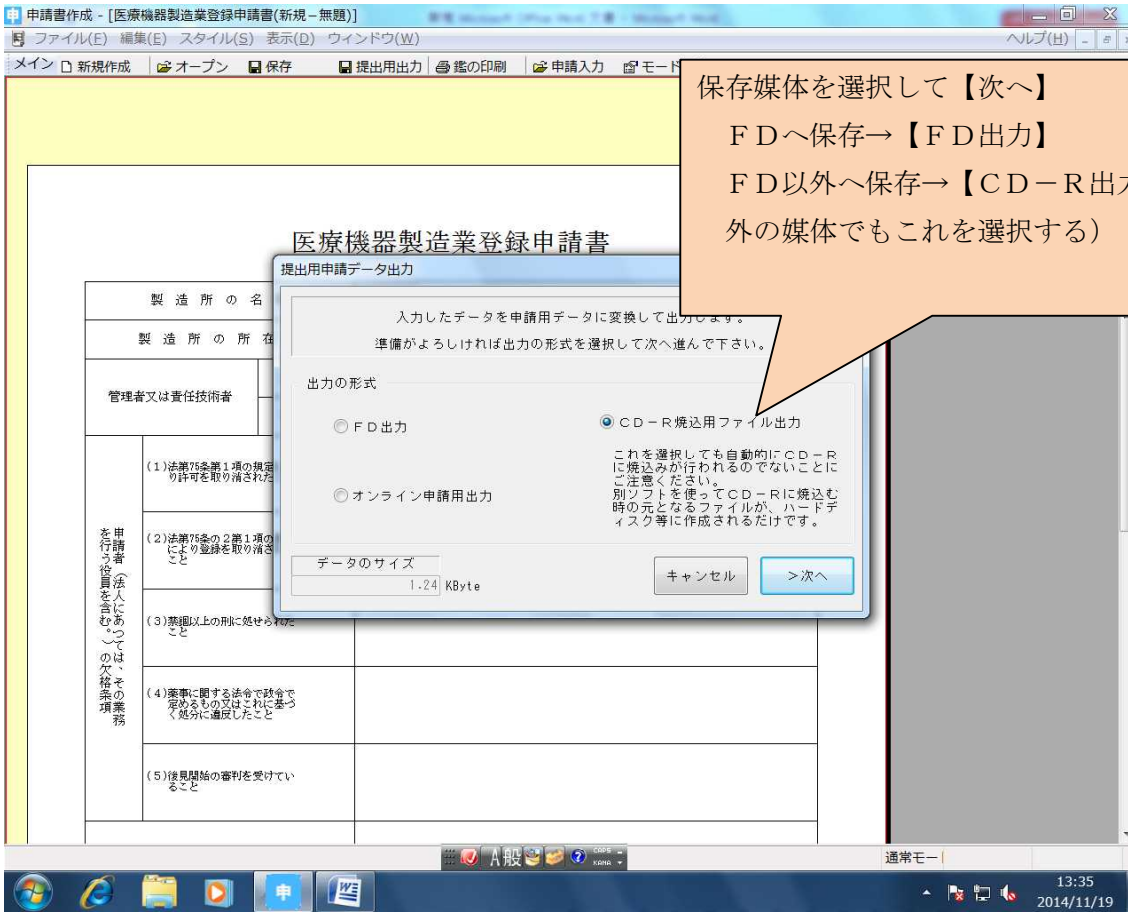 申請書作成 - [医療機器製造業登録申請書(新規－無題)]
ファイル(F) 編集(E) スタイル(S) 表示(D) ウィンドウ(W) ヘルプ(H)
メイン 新規作成 オープン 保存 提出用出力 鑑の印刷 申請入力 モード
保存媒体を選択して【次へ】
ＦＤへ保存→【ＦＤ出力】
ＦＤ以外へ保存→【ＣＤ－Ｒ出力
外の媒体でもこれを選択する）
医療機器製造業登録申請書
提出用申請データ出力
入力したデータを申請用データに変換して出力します。
準備がよろしければ出力の形式を選択して次へ進んで下さい。
出力の形式
ＦＤ出力
ＣＤ－Ｒ焼込用ファイル出力
これを選択しても自動的にＣＤ－Ｒ
に焼込みが行われるのでないことに
ご注意ください。
別ソフトを使ってＣＤ－Ｒに焼込む
時の元となるファイルが、ハードデ
ィスク等に作成されるだけです。
オンライン申請用出力
データのサイズ
1.24 KByte
キャンセル
>次へ
製造所の名
製造所の所在
管理者又は責任技術者
申請者（法人にあつては、その業務
を行う役員を含む。）の欠格条項
(1)法第75条第1項の規定
り許可を取り消された
(2)法第75条の2第1項の
により登録を取り消さ
こと
(3)禁錮以上の刑に処せられた
こと
(4)薬事に関する法令で政令で
定めるもの又はこれに基づ
く処分に違反したこと
(5)後見開始の審判を受けてい
ること
A 般 CAPS KANA
通常モー
申
13:35
2014/11/19